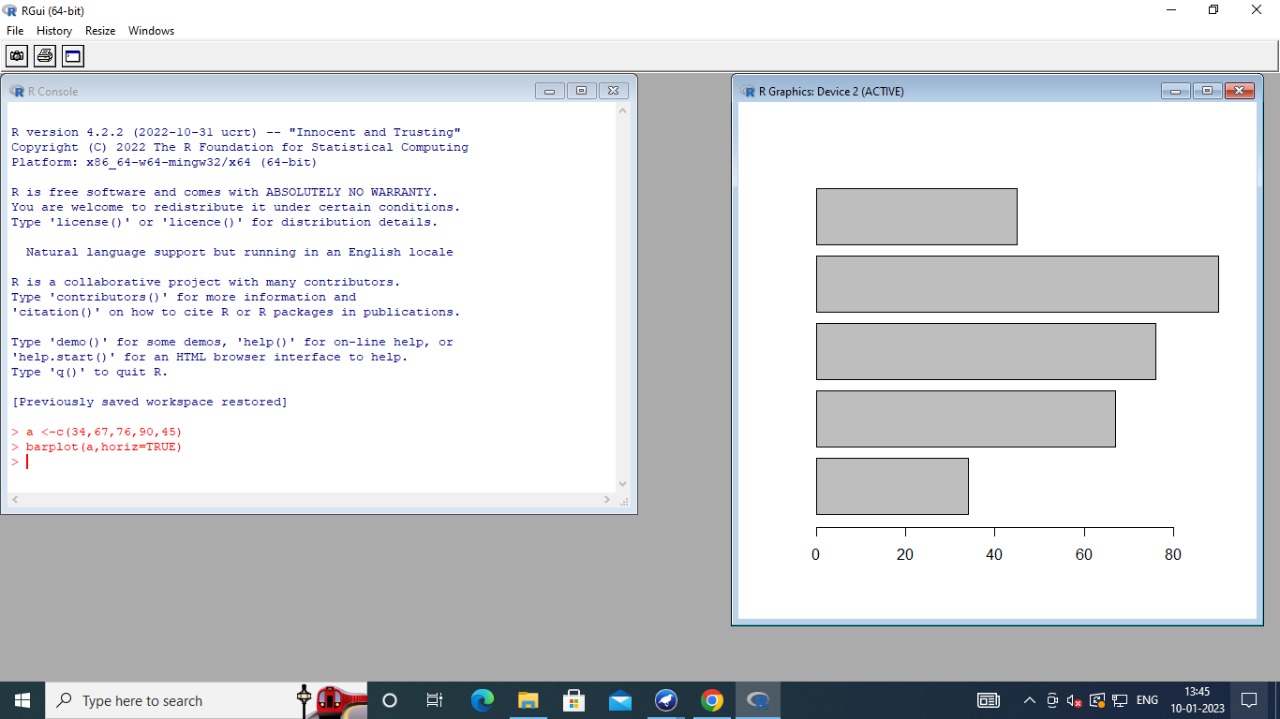 RGui (64-bit)
File History Resize Windows
R Console
R version 4.2.2 (2022-10-31 ucrt) -- "Innocent and Trusting"
Copyright (C) 2022 The R Foundation for Statistical Computing
Platform: x86_64-w64-mingw32/x64 (64-bit)
R is free software and comes with ABSOLUTELY NO WARRANTY.
You are welcome to redistribute it under certain conditions.
Type 'license()' or 'licence()' for distribution details.
Natural language support but running in an English locale
R is a collaborative project with many contributors.
Type 'contributors()' for more information and
'citation()' on how to cite R or R packages in publications.
Type 'demo()' for some demos, 'help()' for on-line help, or
'help.start()' for an HTML browser interface to help.
Type 'q()' to quit R.
[Previously saved workspace restored]
> a <-c(34,67,76,90,45)
> barplot(a,horiz=TRUE)
>
R Graphics: Device 2 (ACTIVE)
0 20 40 60 80
Type here to search
ENG
13:45
10-01-2023